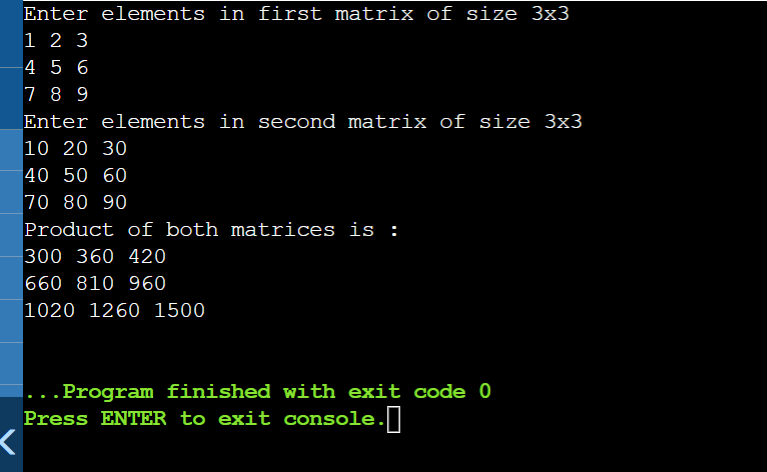 Enter elements in first matrix of size 3x3
1 2 3
4 5 6
7 8 9
Enter elements in second matrix of size 3x3
10 20 30
40 50 60
70 80 90
Product of both matrices is :
300 360 420
660 810 960
1020 1260 1500
...Program finished with exit code 0
Press ENTER to exit console.